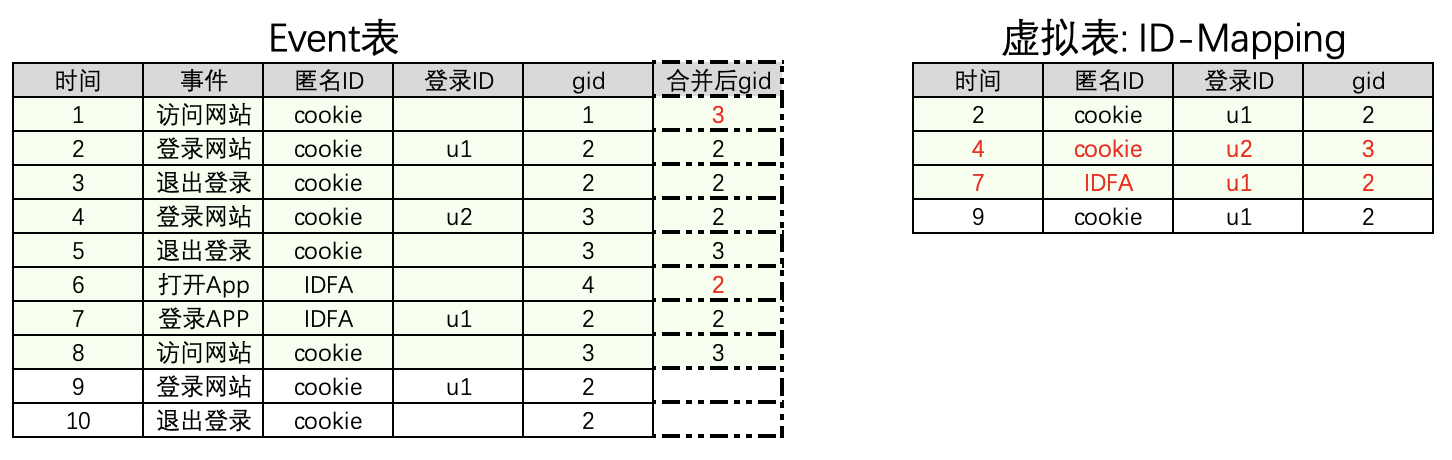 Event表
时间 事件 匿名ID 登录ID gid 合并后gid
1 访问网站 cookie 1 3
2 登录网站 cookie u1 2 2
3 退出登录 cookie 2 2
4 登录网站 cookie u2 3 2
5 退出登录 cookie 3 3
6 打开App IDFA 4 2
7 登录APP IDFA u1 2 2
8 访问网站 cookie 3 3
9 登录网站 cookie u1 2
10 退出登录 cookie 2
虚拟表: ID-Mapping
时间 匿名ID 登录ID gid
2 cookie u1 2
4 cookie u2 3
7 IDFA u1 2
9 cookie u1 2